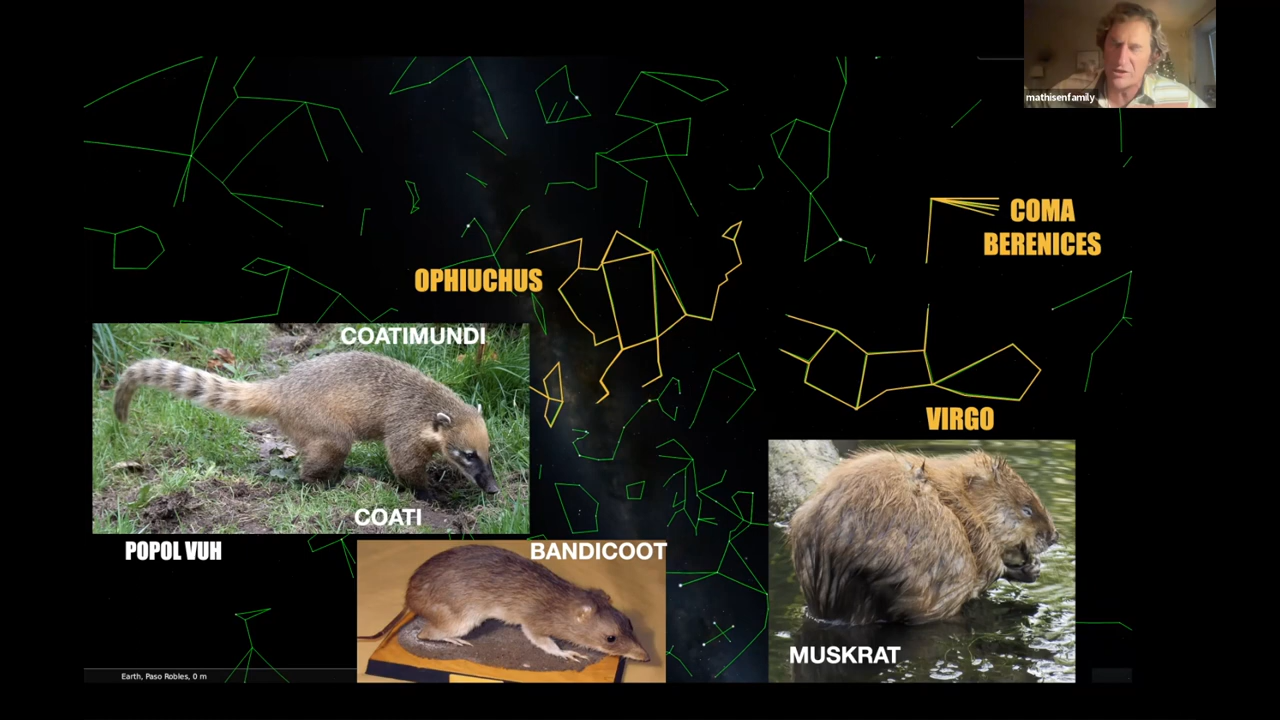 mathisenfamily
COMA
BERENICES
OPHIUCHUS
COATIMUNDI
VIRGO
COATI
POPOL VUH
BANDICOOT
MUSKRAT
Earth, Paso Robles, 0 m